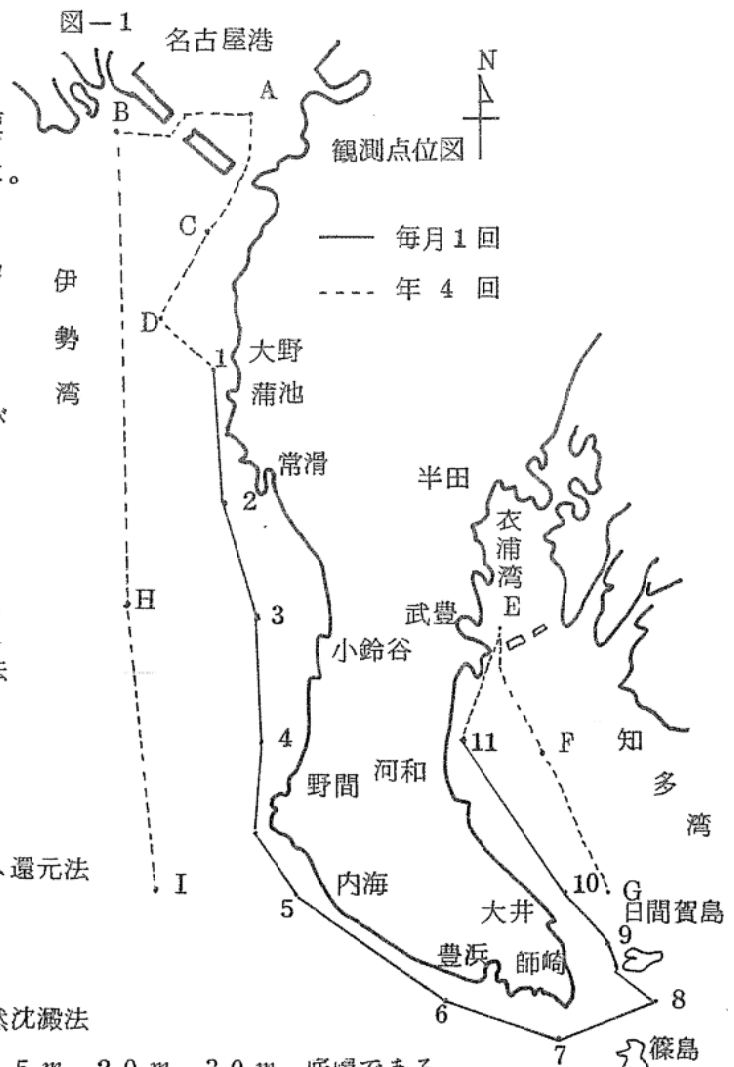 図-1
名古屋港
N
A
B
観測点位図
C
毎月1回
年4回
伊勢湾
D
1
大野
蒲池
常滑
2
半田
衣浦湾
H
E
3
武豊
小鈴谷
4
11
F
知多湾
野間
河和
還元法
I
内海
10
G
5
大井
日間賀島
9
豊浜
師崎
8
6
然沈澱法
7
篠島